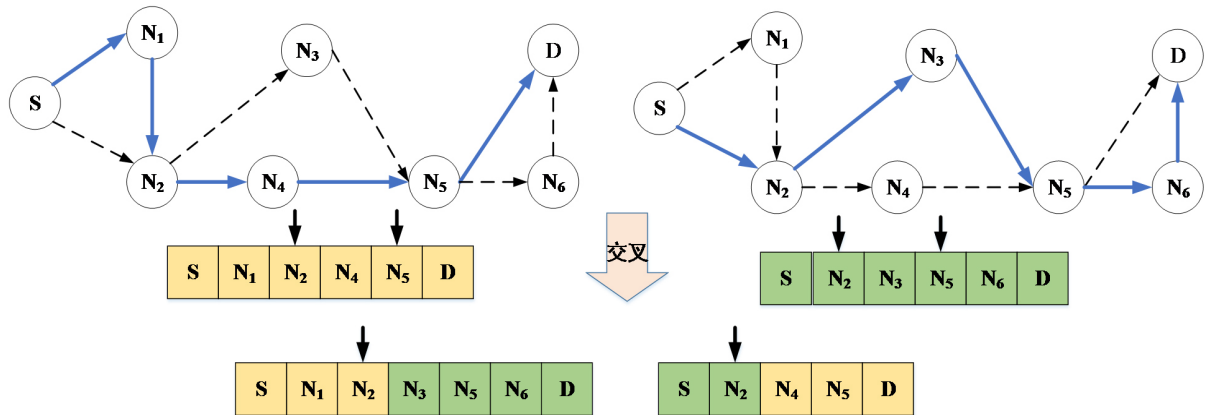 N₁
N₃
D
S
N₂
N₄
N₅
N₆
N₁
N₃
D
S
N₂
N₄
N₅
N₆
交叉
S N₁ N₂ N₄ N₅ D
S N₂ N₃ N₅ N₆ D
S N₁ N₂ N₃ N₅ N₆ D
S N₂ N₄ N₅ D